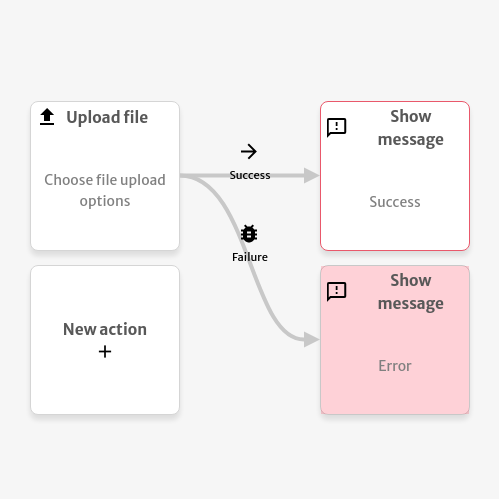 Upload file
Choose file upload
options
Success
Failure
Show
message
Success
New action
Show
message
Error